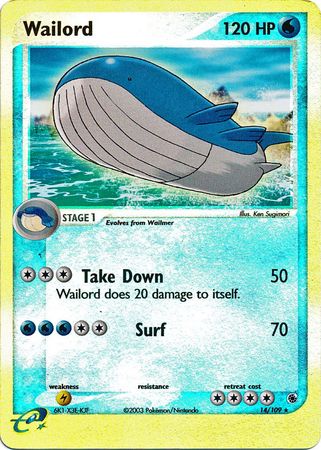 Wailord 120 HP
Illus. Ken Sugimori
STAGE 1
Evolves from Wailmer
Take Down 50
Wailord does 20 damage to itself.
Surf 70
weakness resistance retreat cost
©2003 Pokémon/Nintendo 14/109 ★
e